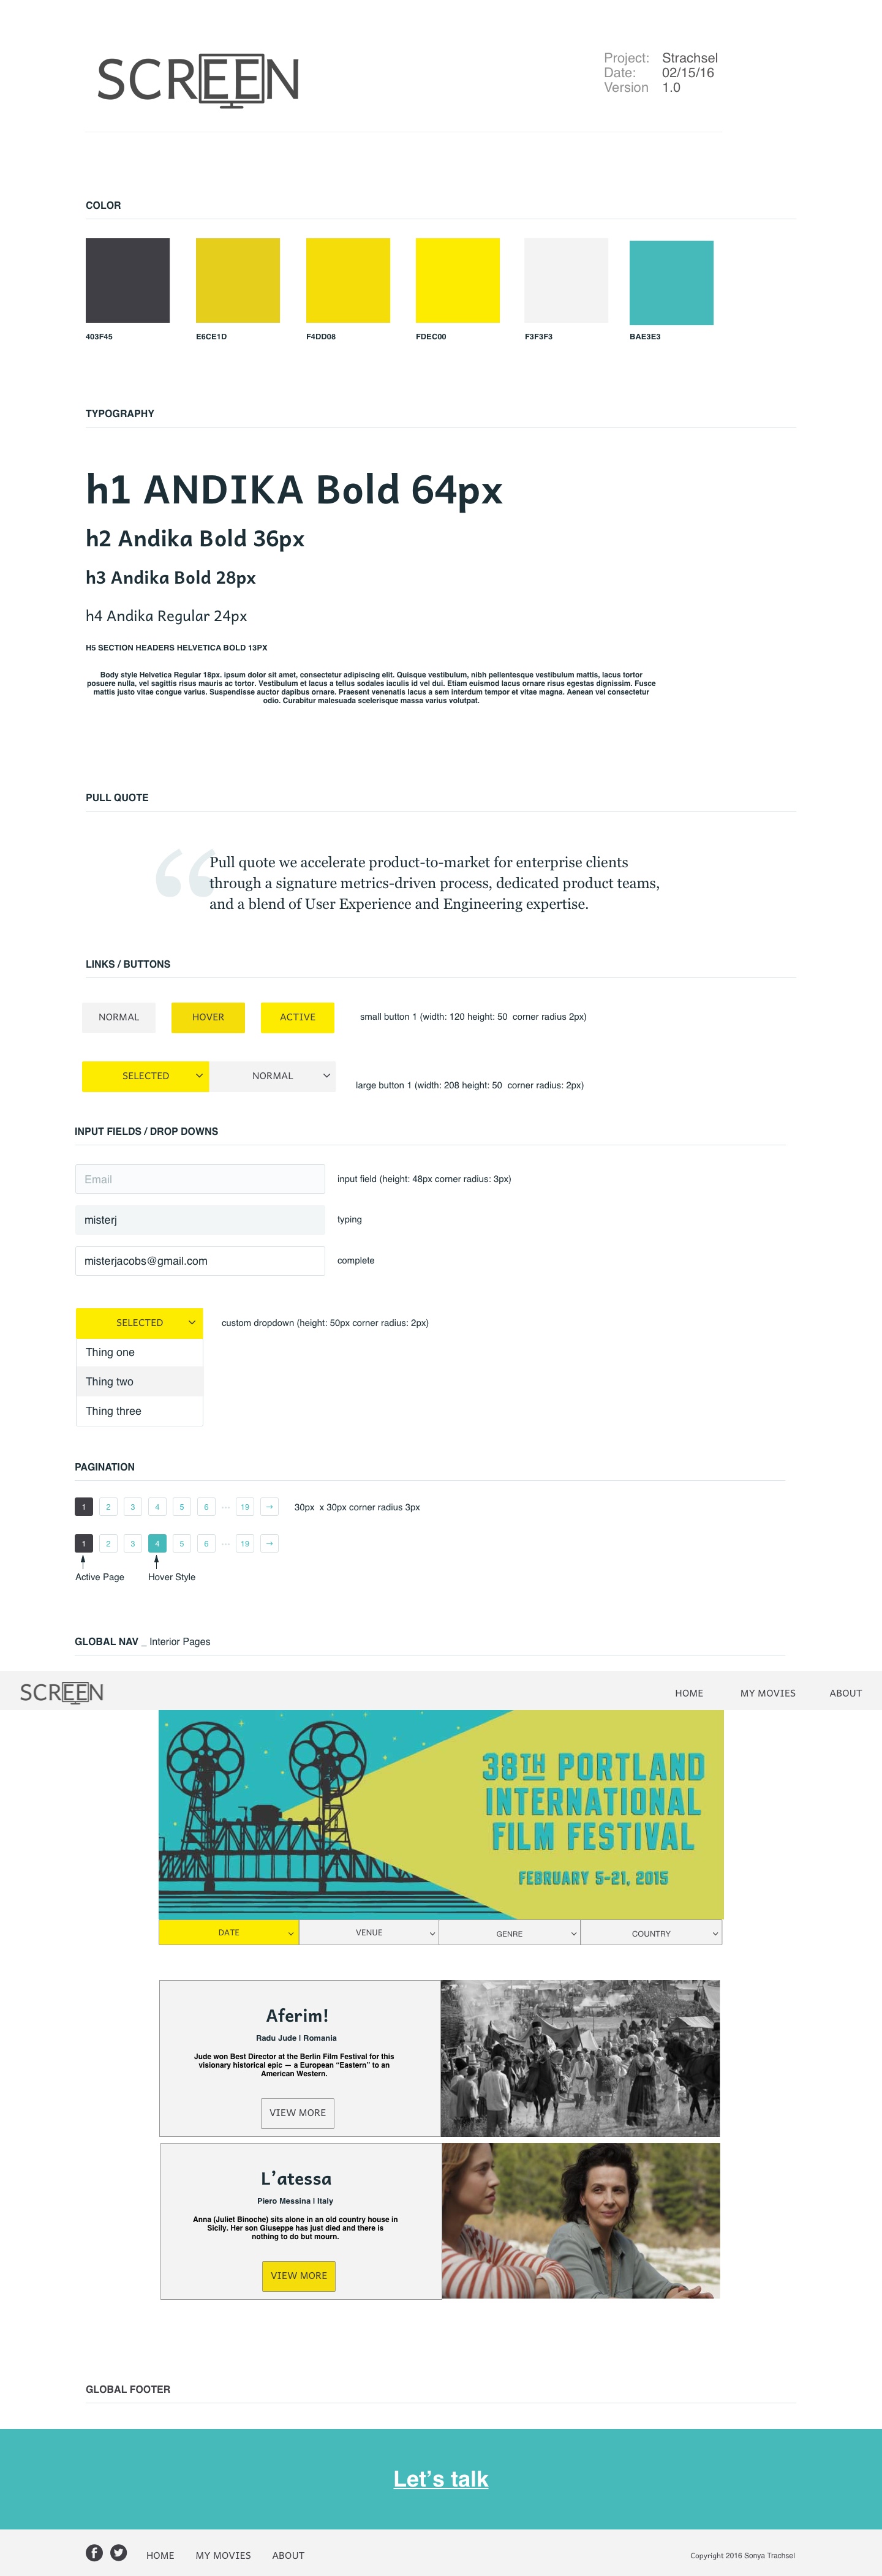 SCREEN
Project: Strachsel
Date: 02/15/16
Version 1.0
COLOR
403F45 E6CE1D F4DD08 FDEC00 F3F3F3 BAE3E3
TYPOGRAPHY
h1 ANDIKA Bold 64px
h2 Andika Bold 36px
h3 Andika Bold 28px
h4 Andika Regular 24px
H5 SECTION HEADERS HELVETICA BOLD 13PX
Body style Helvetica Regular 18px. ipsum dolor sit amet, consectetur adipiscing elit. Quisque vestibulum, nibh pellentesque vestibulum mattis, lacus tortor
posuere nulla, vel sagittis risus mauris ac tortor. Vestibulum et lacus a tellus sodales iaculis id vel dui. Etiam euismod lacus ornare risus egestas dignissim. Fusce
mattis justo vitae congue varius. Suspendisse auctor dapibus ornare. Praesent venenatis lacus a sem interdum tempor et vitae magna. Aenean vel consectetur
odio. Curabitur malesuada scelerisque massa varius volutpat.
PULL QUOTE
“
Pull quote we accelerate product-to-market for enterprise clients
through a signature metrics-driven process, dedicated product teams,
and a blend of User Experience and Engineering expertise.
LINKS / BUTTONS
NORMAL HOVER ACTIVE small button 1 (width: 120 height: 50 corner radius 2px)
SELECTED NORMAL
large button 1 (width: 208 height: 50 corner radius: 2px)
INPUT FIELDS / DROP DOWNS
Email input field (height: 48px corner radius: 3px)
misterj typing
misterjacobs@gmail.com complete
SELECTED custom dropdown (height: 50px corner radius: 2px)
Thing one
Thing two
Thing three
PAGINATION
1 2 3 4 5 6 ... 19 → 30px x 30px corner radius 3px
1 2 3 4 5 6 ... 19 →
Active Page Hover Style
GLOBAL NAV _ Interior Pages
SCREEN HOME MY MOVIES ABOUT
38TH PORTLAND
INTERNATIONAL
FILM FESTIVAL
FEBRUARY 5-21, 2015
DATE VENUE GENRE COUNTRY
Aferim!
Radu Jude | Romania
Jude won Best Director at the Berlin Film Festival for this
visionary historical epic — a European “Eastern” to an
American Western.
VIEW MORE
L’atessa
Piero Messina | Italy
Anna (Juliet Binoche) sits alone in an old country house in
Sicily. Her son Giuseppe has just died and there is
nothing to do but mourn.
VIEW MORE
GLOBAL FOOTER
Let’s talk
HOME MY MOVIES ABOUT Copyright 2016 Sonya Trachsel